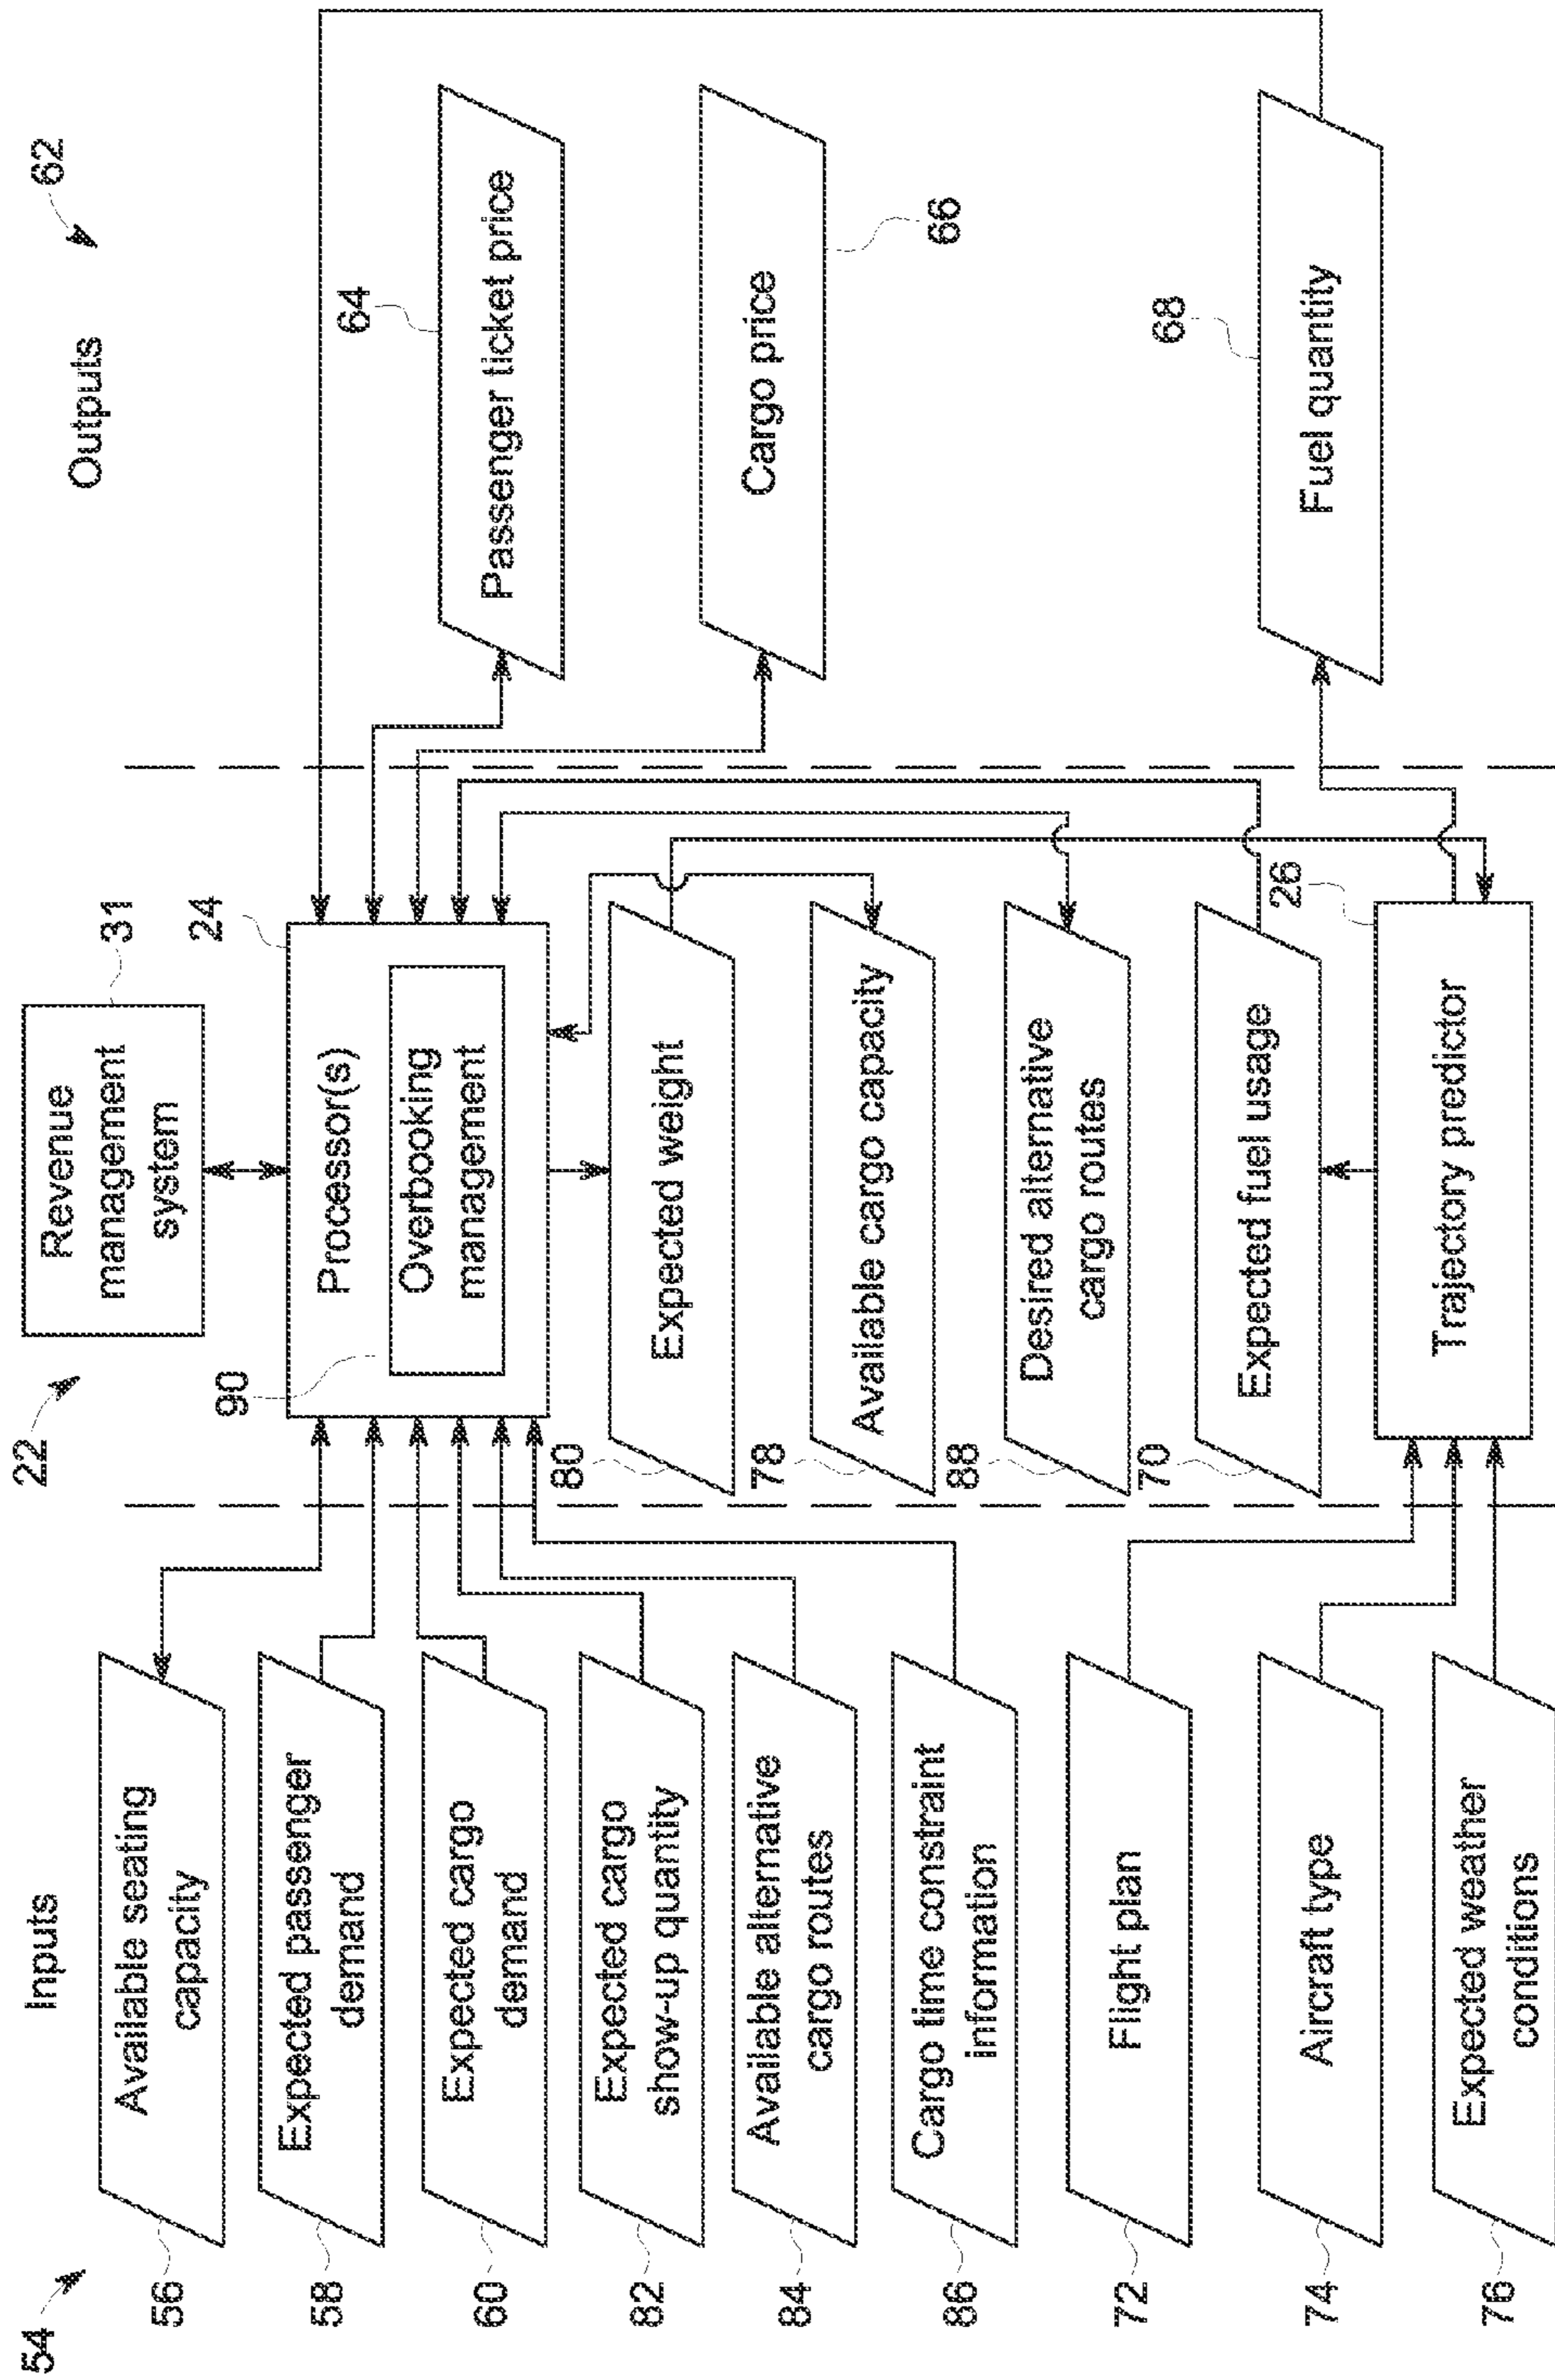 54
Inputs
56
Available seating
capacity
58
Expected passenger
demand
60
Expected cargo
demand
82
Expected cargo
show-up quantity
84
Available alternative
cargo routes
86
Cargo time constraint
information
72
Flight plan
74
Aircraft type
76
Expected weather
conditions
22
Revenue
management
system
31
24
Processor(s)
90
Overbooking
management
80
Expected weight
78
Available cargo capacity
88
Desired alternative
cargo routes
70
Expected fuel usage
26
Trajectory predictor
Outputs
62
64
Passenger ticket price
66
Cargo price
68
Fuel quantity